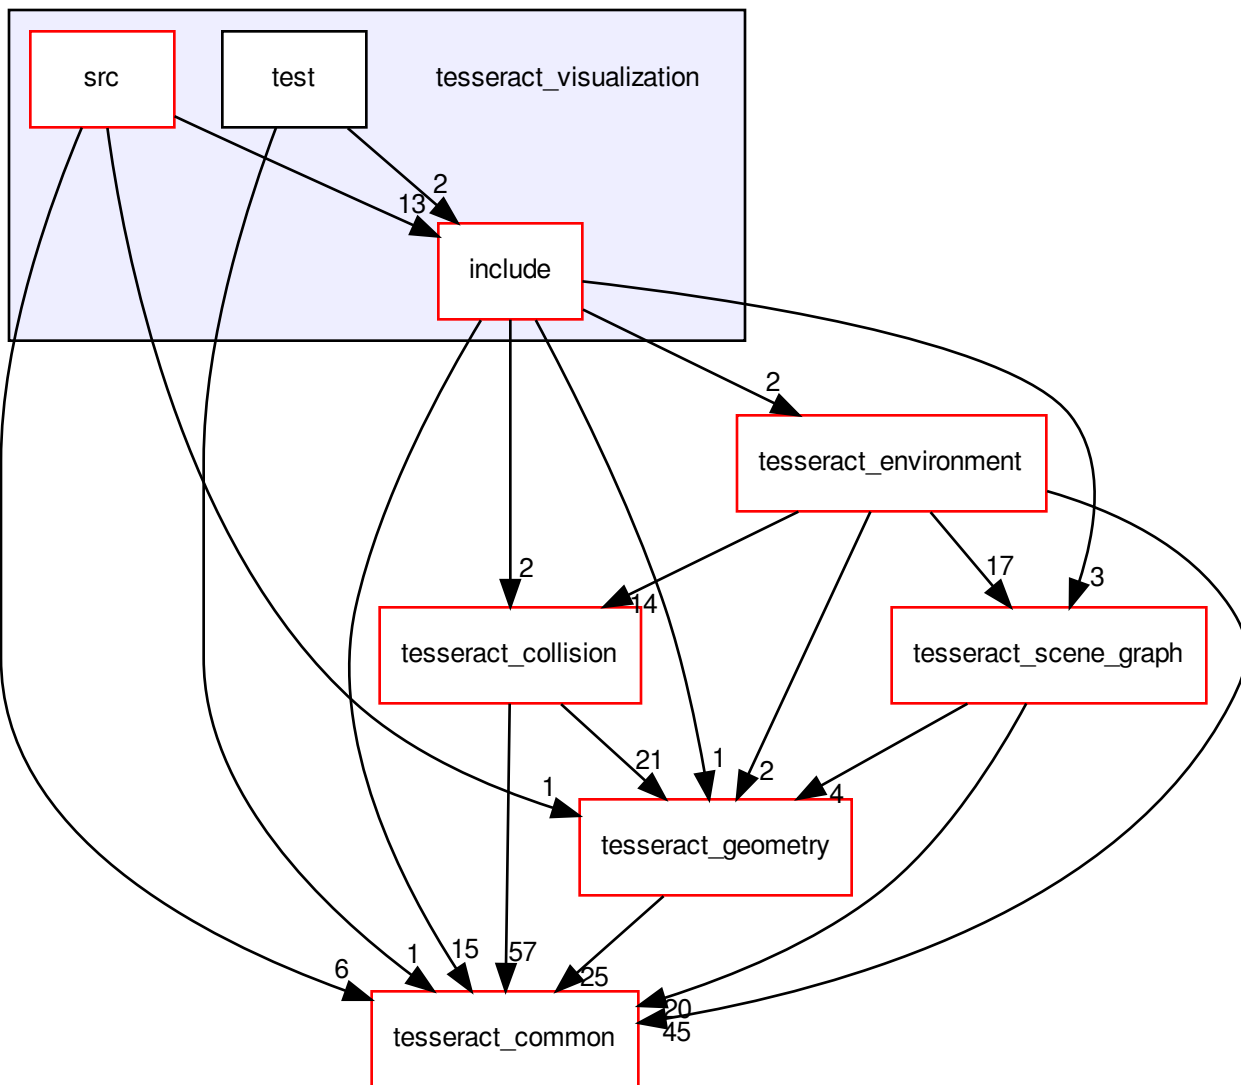 src
test
tesseract_visualization
2
13
include
2
tesseract_environment
17
3
2
14
tesseract_collision
tesseract_scene_graph
21
1
2
1
4
tesseract_geometry
15
1
57
6
25
20
45
tesseract_common